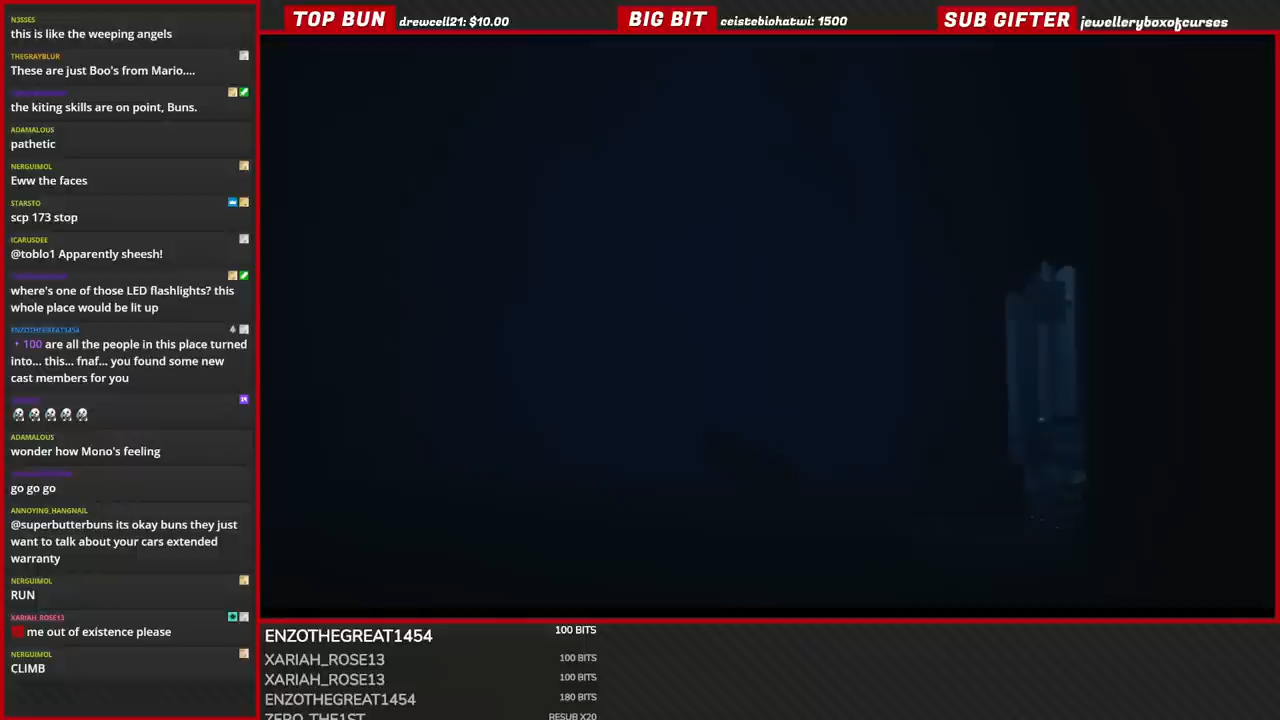 TOP BUN drewcell21: $10.00 BIG BIT ceistebiohatwi: 1500 SUB GIFTER jewelleryboxofcurses
N3SSES
this is like the weeping angels
THEGRAYBLUR
These are just Boo's from Mario....
the kiting skills are on point, Buns.
ADAMALOUS
pathetic
NERGUIMOL
Eww the faces
STARSTO
scp 173 stop
ICARUSDEE
@toblo1 Apparently sheesh!
where's one of those LED flashlights? this
whole place would be lit up
ENZOTHEGREAT1454
100 are all the people in this place turned
into... this... fnaf... you found some new
cast members for you
ADAMALOUS
wonder how Mono's feeling
go go go
ANNOYING_HANGNAIL
@superbutterbuns its okay buns they just
want to talk about your cars extended
warranty
NERGUIMOL
RUN
XARIAH_ROSE13
me out of existence please
NERGUIMOL
CLIMB
ENZOTHEGREAT1454 100 BITS
XARIAH_ROSE13 100 BITS
XARIAH_ROSE13 100 BITS
ENZOTHEGREAT1454 180 BITS
ZERO_THE1ST RESUB X20